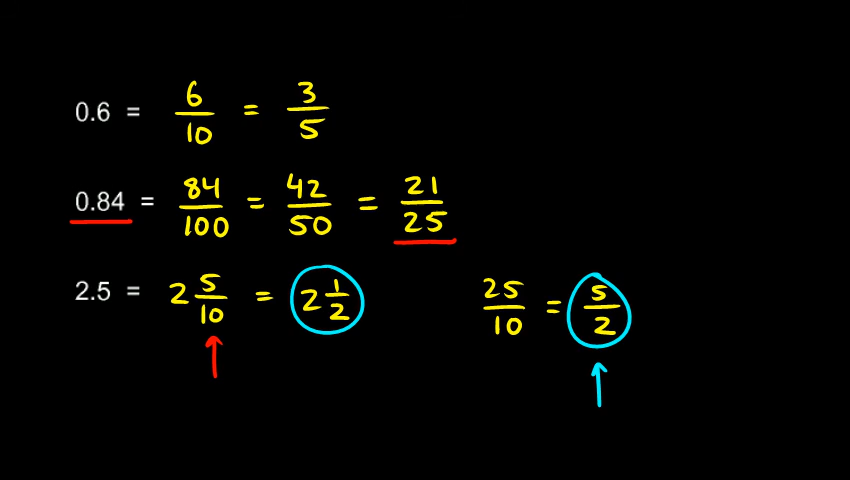 0.6 = 6/10 = 3/5
0.84 = 84/100 = 42/50 = 21/25
2.5 = 2 5/10 = 2 1/2 25/10 = 5/2